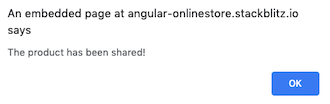 An embedded page at angular-onlinestore.stackblitz.io
says
The product has been shared!
OK